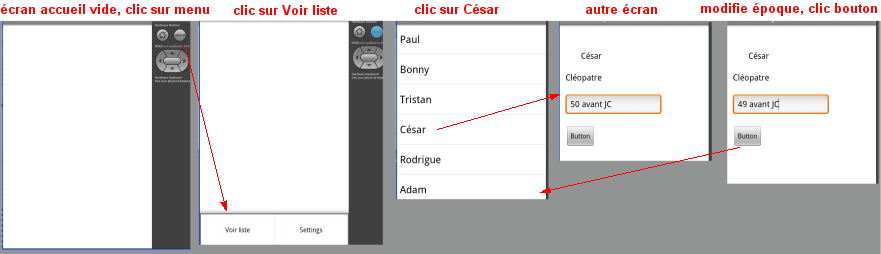 écran accueil vide, clic sur menu
clic sur Voir liste
clic sur César
autre écran
modifie époque, clic bouton
Hardware Buttons
Voir liste
Settings
Paul
Bonny
Tristan
César
Rodrigue
Adam
César
Cléopatre
50 avant JC
Button
César
Cléopatre
49 avant JC
Button